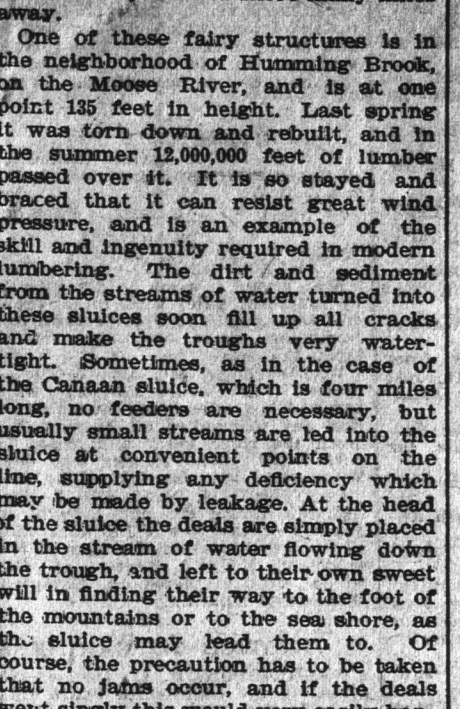 away.
One of these fairy structures is in
the neighborhood of Humming Brook,
on the Moose River, and is at one
point 135 feet in height. Last spring
it was torn down and rebuilt, and in
the summer 12,000,000 feet of lumber
passed over it. It is so stayed and
braced that it can resist great wind
pressure, and is an example of the
skill and ingenuity required in modern
lumbering. The dirt and sediment
from the streams of water turned into
these sluices soon fill up all cracks
and make the troughs very water-
tight. Sometimes, as in the case of
the Canaan sluice, which is four miles
long, no feeders are necessary, but
usually small streams are led into the
sluice at convenient points on the
line, supplying any deficiency which
may be made by leakage. At the head
of the sluice the deals are simply placed
in the stream of water flowing down
the trough, and left to their own sweet
will in finding their way to the foot of
the mountains or to the sea shore, as
the sluice may lead them to. Of
course, the precaution has to be taken
that no jams occur, and if the deals